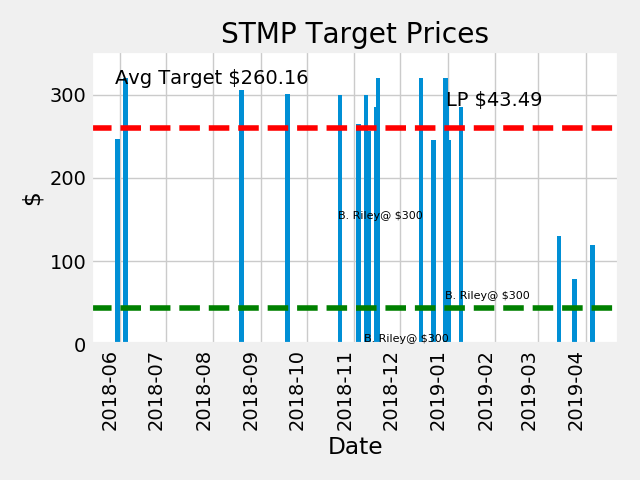 STMP Target Prices
Avg Target $260.16
LP $43.49
300
200
100
0
$
B. Riley@ $300
B. Riley@ $300
B. Riley@ $300
2018-06
2018-07
2018-08
2018-09
2018-10
2018-11
2018-12
2019-01
2019-02
2019-03
2019-04
Date